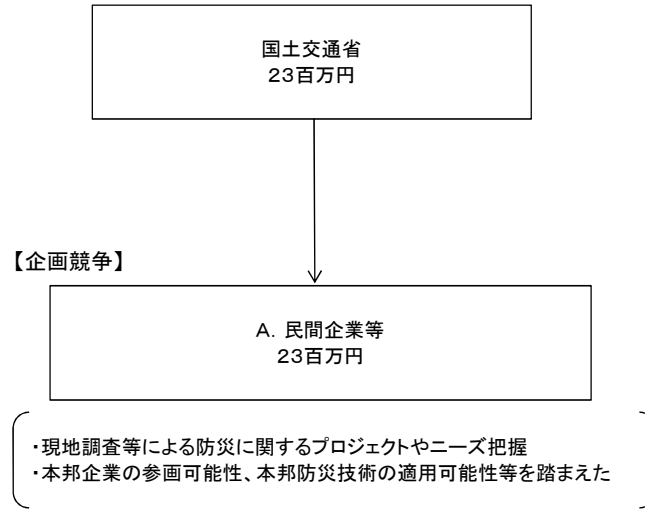 国土交通省
23百万円
【企画競争】
A．民間企業等
23百万円
・現地調査等による防災に関するプロジェクトやニーズ把握
・本邦企業の参画可能性、本邦防災技術の適用可能性等を踏まえた